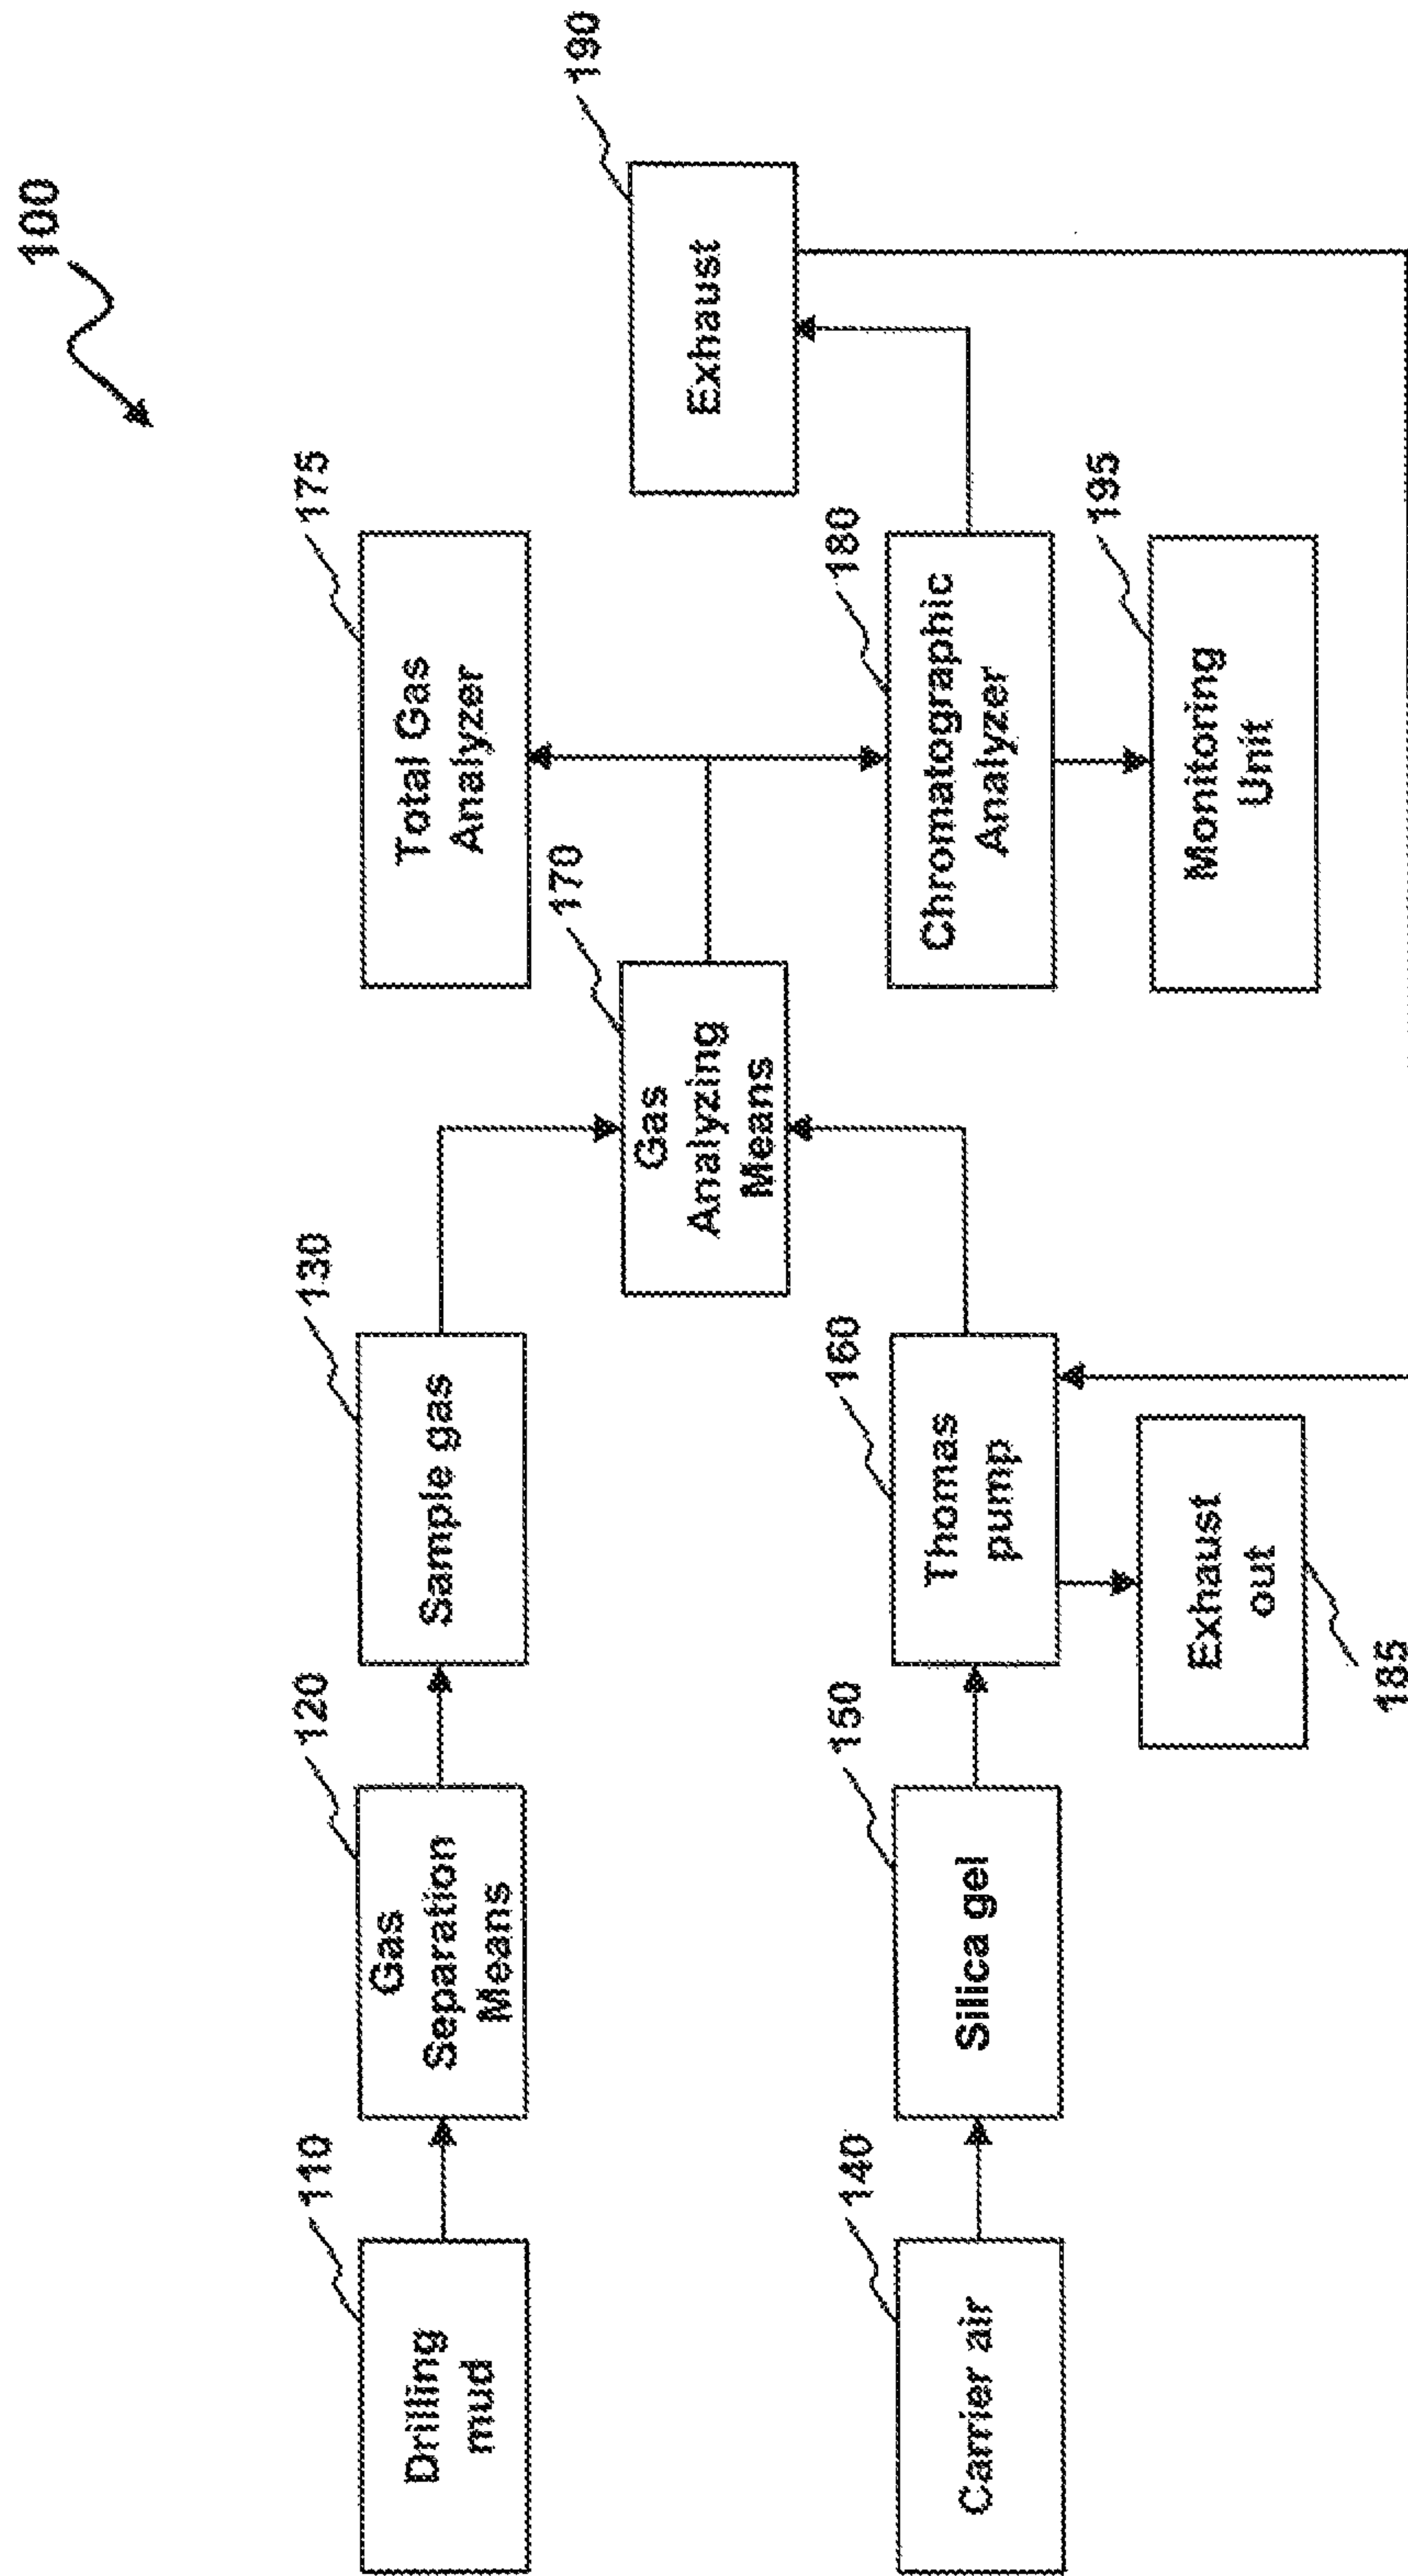 100
110
Drilling
mud
120
Gas
Separation
Means
130
Sample gas
140
Carrier air
150
Silica gel
160
Thomas
pump
170
Gas
Analyzing
Means
175
Total Gas
Analyzer
180
Chromatographic
Analyzer
185
Exhaust
out
190
Exhaust
195
Monitoring
Unit